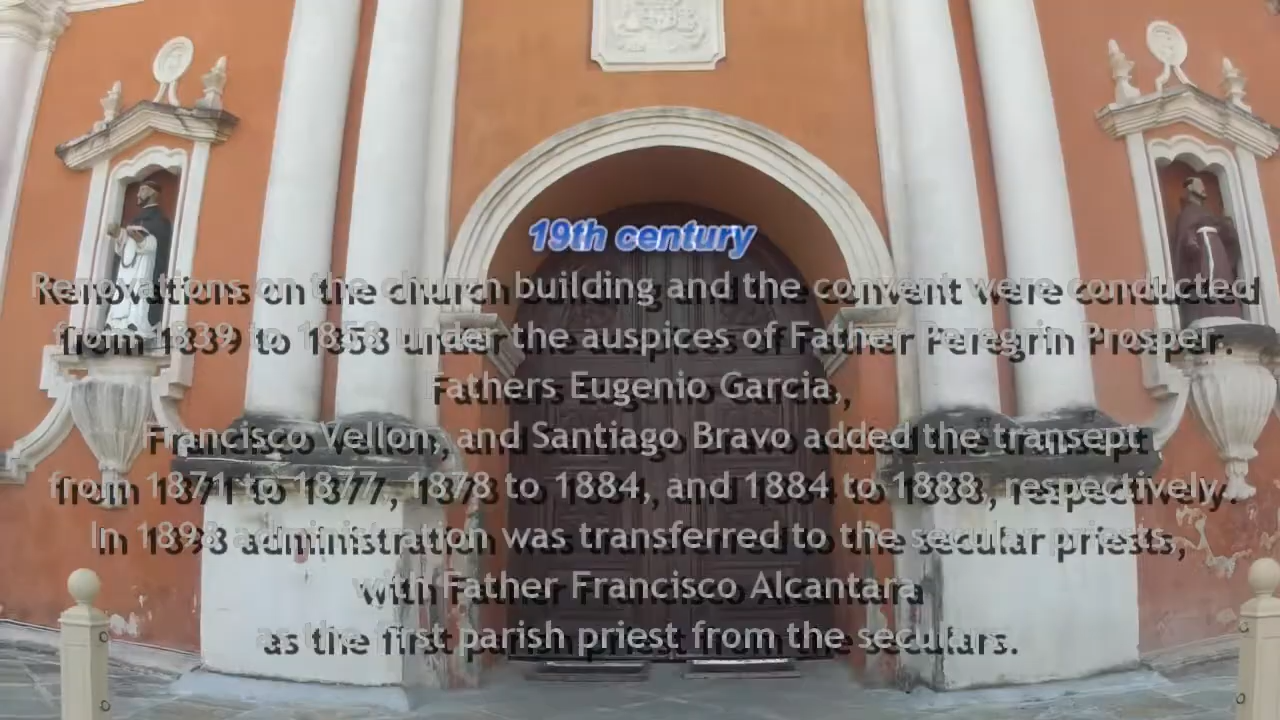 19th century
Renovations on the church building and the convent were conducted
from 1839 to 1858 under the auspices of Father Peregrin Prosper.
Fathers Eugenio Garcia,
Francisco Vellon, and Santiago Bravo added the transept
from 1871 to 1877, 1878 to 1884, and 1884 to 1888, respectively.
In 1898 administration was transferred to the secular priests,
with Father Francisco Alcantara
as the first parish priest from the seculars.